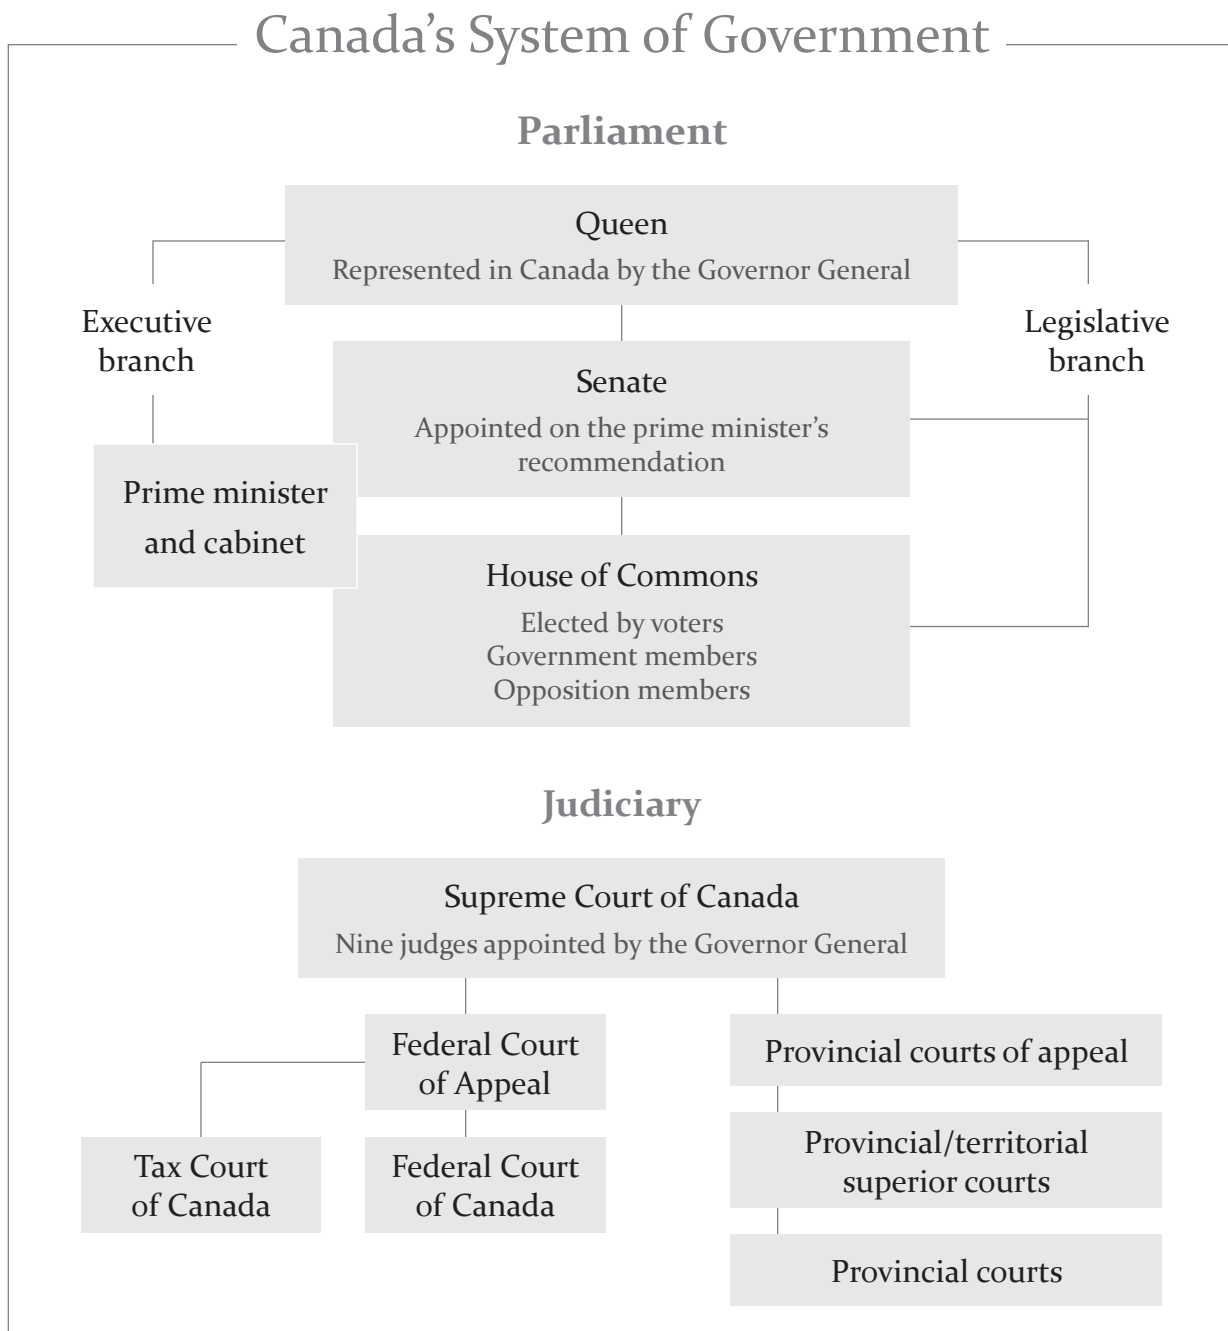 Canada’s System of Government
Parliament
Queen
Represented in Canada by the Governor General
Executive
branch
Legislative
branch
Senate
Appointed on the prime minister’s
recommendation
Prime minister
and cabinet
House of Commons
Elected by voters
Government members
Opposition members
Judiciary
Supreme Court of Canada
Nine judges appointed by the Governor General
Federal Court
of Appeal
Provincial courts of appeal
Tax Court
of Canada
Federal Court
of Canada
Provincial/territorial
superior courts
Provincial courts